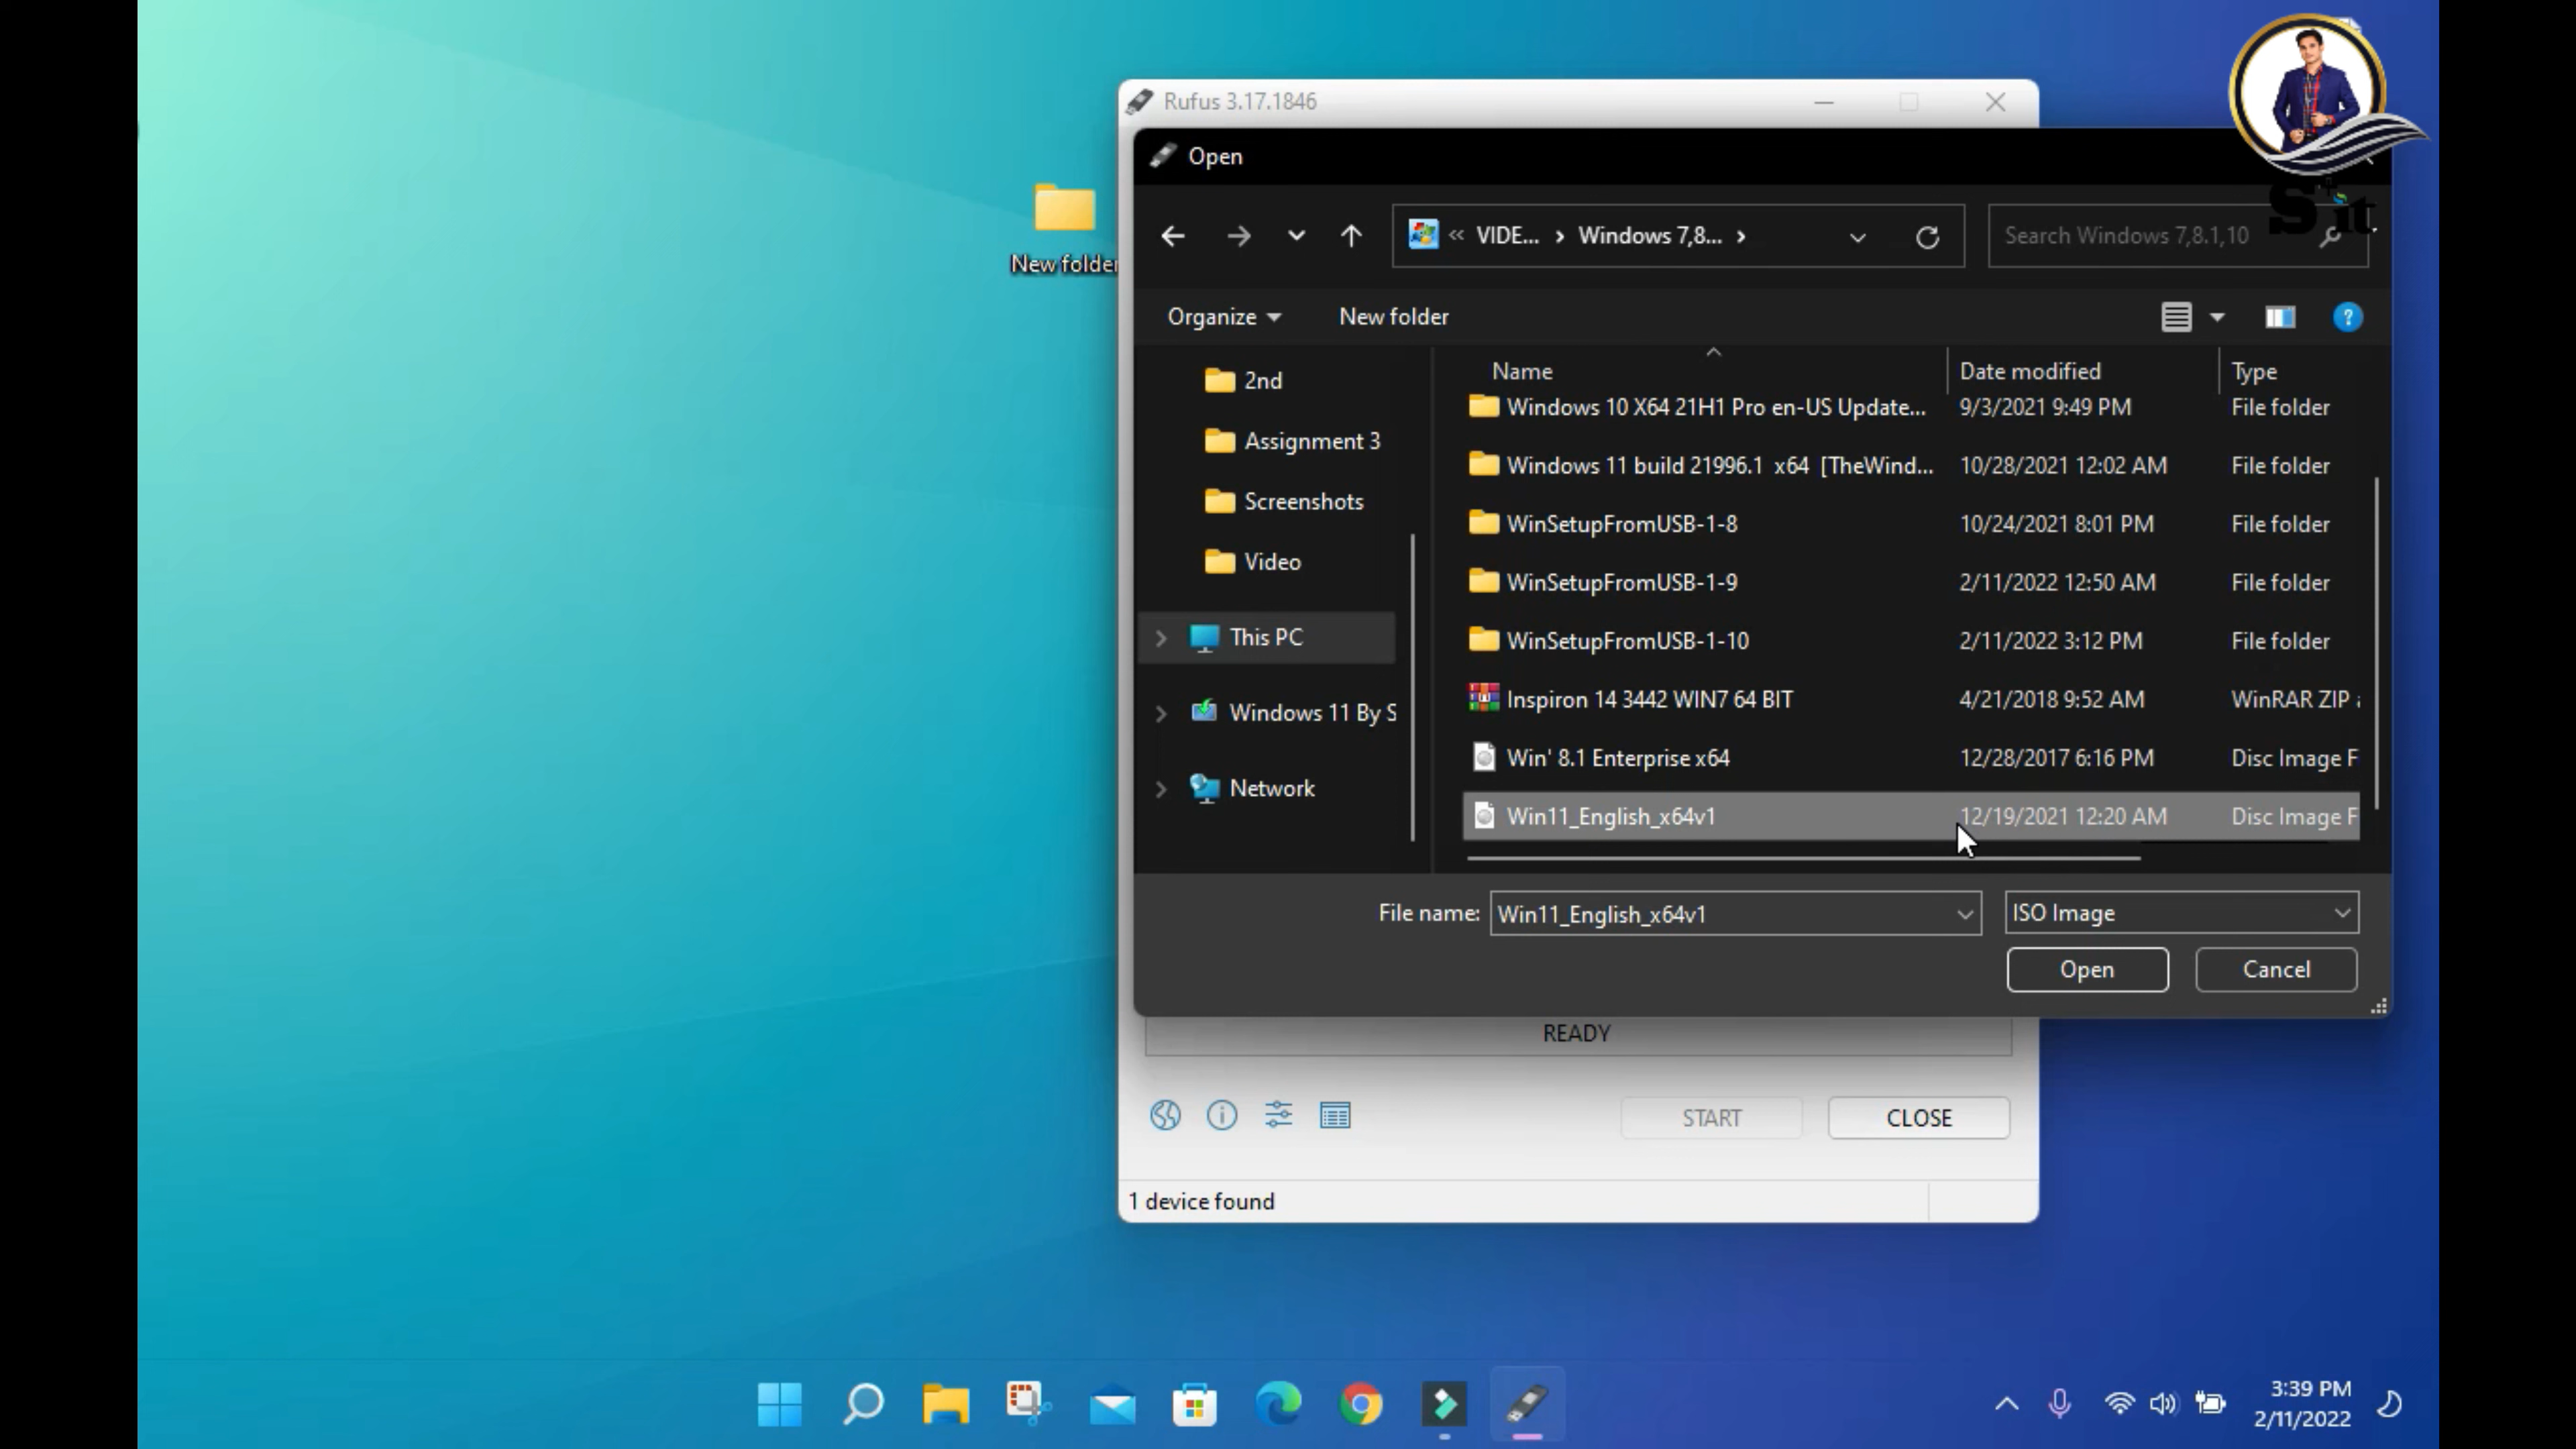 Rufus 3.17.1846
Open
S it
« VIDE... › Windows 7,8... ›
Search Windows 7,8.1,10
New folder
Organize
New folder
Name
Date modified
Type
2nd
Assignment 3
Screenshots
Video
This PC
Windows 11 By S
Network
Windows 10 X64 21H1 Pro en-US Update... 9/3/2021 9:49 PM File folder
Windows 11 build 21996.1 x64 [TheWind... 10/28/2021 12:02 AM File folder
WinSetupFromUSB-1-8 10/24/2021 8:01 PM File folder
WinSetupFromUSB-1-9 2/11/2022 12:50 AM File folder
WinSetupFromUSB-1-10 2/11/2022 3:12 PM File folder
Inspiron 14 3442 WIN7 64 BIT 4/21/2018 9:52 AM WinRAR ZIP
Win' 8.1 Enterprise x64 12/28/2017 6:16 PM Disc Image F
Win11_English_x64v1 12/19/2021 12:20 AM Disc Image F
File name: Win11_English_x64v1 ISO Image
Open Cancel
READY
START CLOSE
1 device found
3:39 PM
2/11/2022